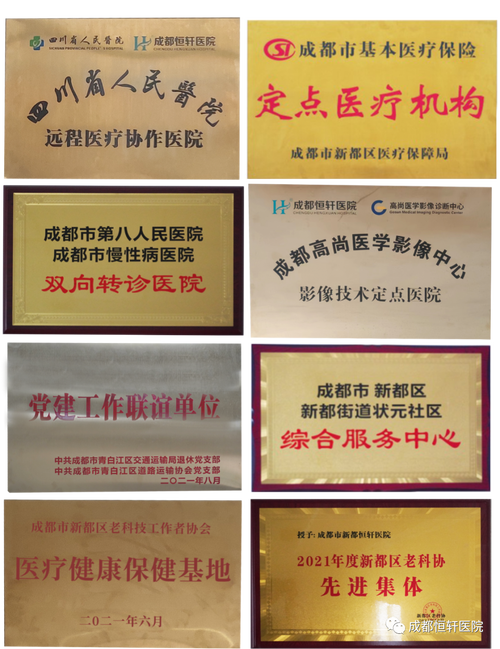 四川省人民医院 成都恒轩医院
四川省人民醫院
远程医疗协作医院
CSI 成都市基本医疗保险
定点医疗机构
成都市新都区医疗保障局
成都市第八人民医院
成都市慢性病医院
双向转诊医院
成都恒轩医院 高尚医学影像诊断中心
成都高尚医学影像中心
影像技术定点医院
党建工作联谊单位
中共成都市青白江区交通运输局退休党支部
中共成都市青白江区道路运输协会党支部
二〇二一年八月
成都市 新都区
新都街道状元社区
综合服务中心
成都市新都区老科技工作者协会
医疗健康保健基地
二〇二一年六月
授予:成都市新都恒轩医院
2021年度新都区老科协
先进集体
新都区老科协
成都恒轩医院